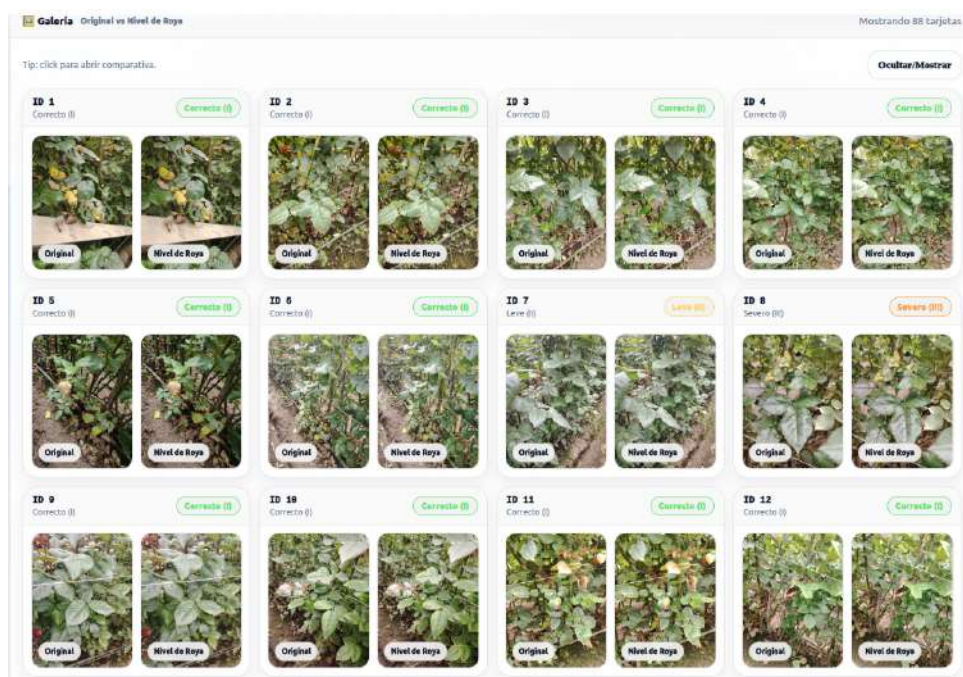 Galería Original vs Nivel de Roya
Mostrando 88 tarjetas
Tip: click para abrir comparativa.
Ocultar/Mostrar
ID 1
Correcto (I)
Correcto (I)
Original
Nivel de Roya
ID 2
Correcto (I)
Correcto (I)
Original
Nivel de Roya
ID 3
Correcto (I)
Correcto (I)
Original
Nivel de Roya
ID 4
Correcto (I)
Correcto (I)
Original
Nivel de Roya
ID 5
Correcto (I)
Correcto (I)
Original
Nivel de Roya
ID 6
Correcto (I)
Correcto (I)
Original
Nivel de Roya
ID 7
Leve (II)
Leve (II)
Original
Nivel de Roya
ID 8
Severo (III)
Severo (III)
Original
Nivel de Roya
ID 9
Correcto (I)
Correcto (I)
Original
Nivel de Roya
ID 10
Correcto (I)
Correcto (I)
Original
Nivel de Roya
ID 11
Correcto (I)
Correcto (I)
Original
Nivel de Roya
ID 12
Correcto (I)
Correcto (I)
Original
Nivel de Roya